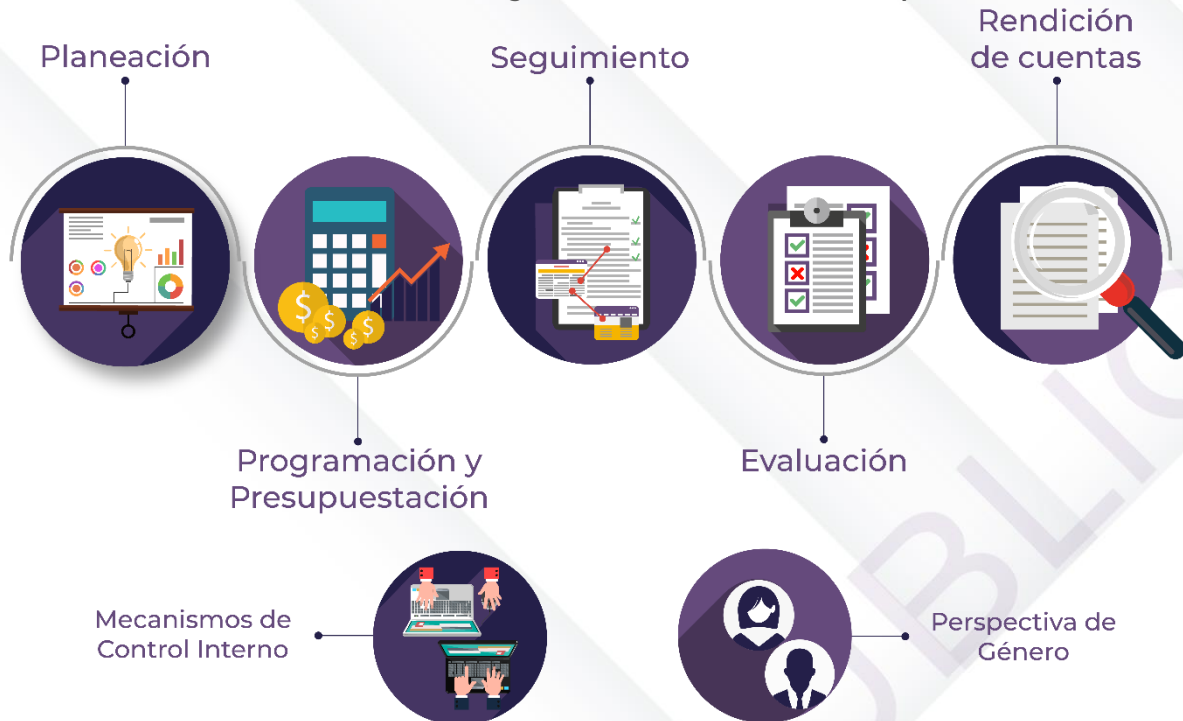 Planeación
Seguimiento
Rendición
de cuentas
Programación y
Presupuestación
Evaluación
Mecanismos de
Control Interno
Perspectiva de
Género